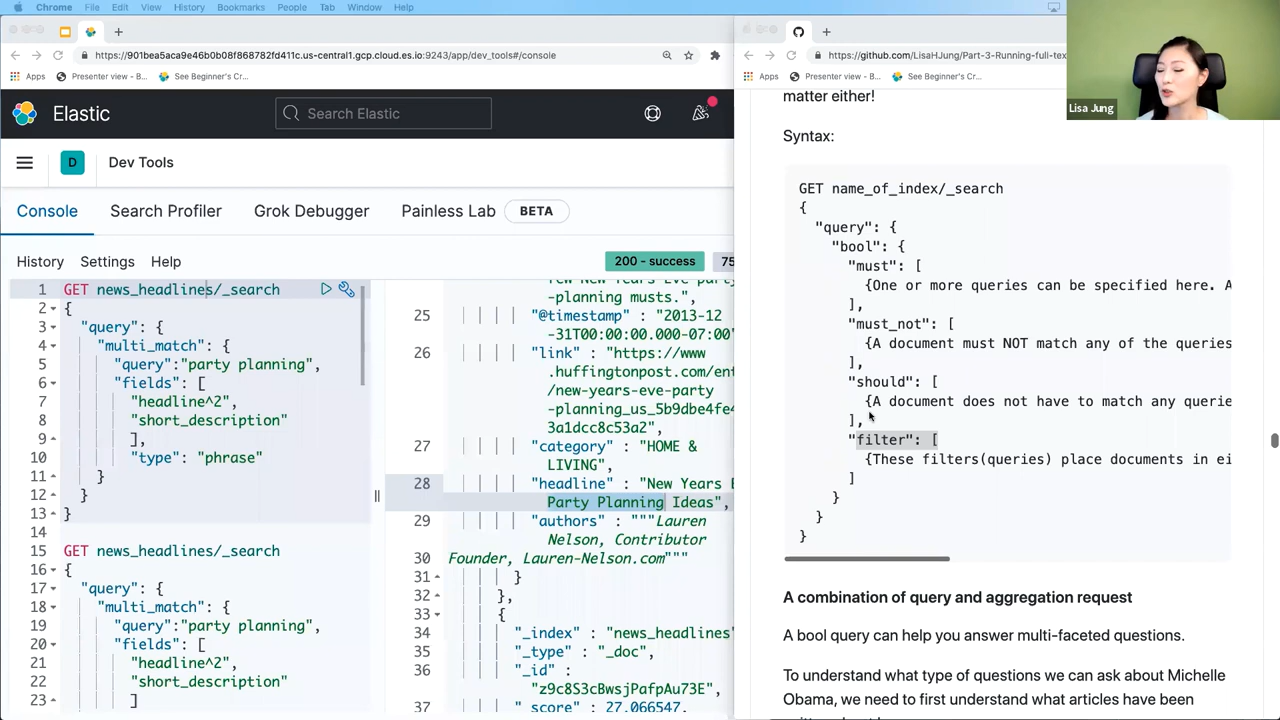 Chrome File Edit View History Bookmarks People Tab Window Help
https://901bea5aca9e46b0b08f868782fd411c.us-central1.gcp.cloud.es.io:9243/app/dev_tools#/console
Apps Presenter view - B... See Beginner's Cr...
Elastic
Search Elastic
D Dev Tools
Console Search Profiler Grok Debugger Painless Lab BETA
History Settings Help
200 - success 75
1 GET news_headlines/_search
2 {
3 "query": {
4 "multi_match": {
5 "query":"party planning",
6 "fields": [
7 "headline^2",
8 "short_description"
9 ],
10 "type": "phrase"
11 }
12 }
13 }
14
15 GET news_headlines/_search
16 {
17 "query": {
18 "multi_match": {
19 "query":"party planning",
20 "fields": [
21 "headline^2",
22 "short_description"
23 ]
few New Years Eve party
-planning musts.",
25 "@timestamp" : "2013-12
-31T00:00:00.000-07:00"
26 "link" : "https://www
.huffingtonpost.com/ent
/new-years-eve-party
-planning_us_5b9dbe4fe4
3a1dcc8c53a2",
27 "category" : "HOME &
LIVING",
28 "headline" : "New Years E
Party Planning Ideas",
29 "authors" : """Lauren
Nelson, Contributor
30 Founder, Lauren-Nelson.com"""
31 }
32 },
33 {
34 "_index" : "news_headlines"
35 "_type" : "_doc",
36 "_id" :
"z9c8S3cBwsjPafpAu73E",
37 "_score" : 27.066547,
https://github.com/LisaHJung/Part-3-Running-full-tex
Apps Presenter view - B... See Beginner's Cr...
Lisa Jung
matter either!
Syntax:
GET name_of_index/_search
{
"query": {
"bool": {
"must": [
{One or more queries can be specified here. A
],
"must_not": [
{A document must NOT match any of the queries
],
"should": [
{A document does not have to match any querie
],
"filter": [
{These filters(queries) place documents in ei
]
}
}
}
A combination of query and aggregation request
A bool query can help you answer multi-faceted questions.
To understand what type of questions we can ask about Michelle
Obama, we need to first understand what articles have been